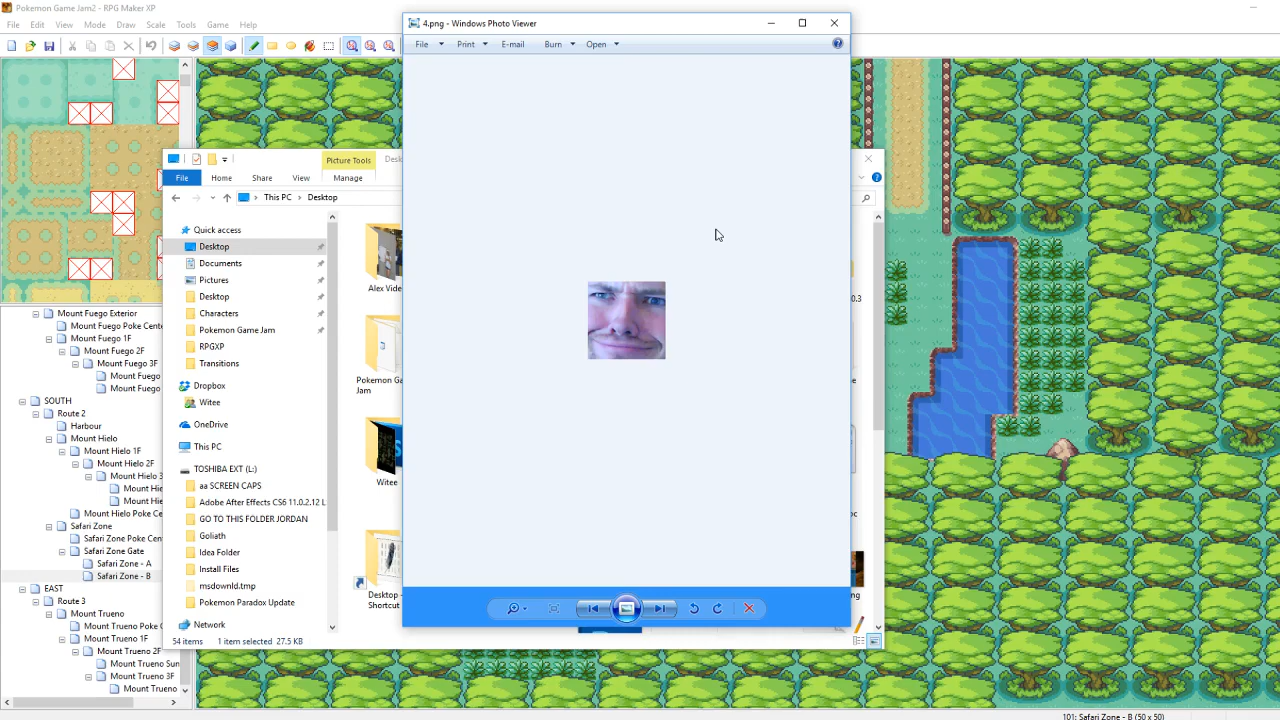 Pokemon Game Jam2 - RPG Maker XP
File Edit View Mode Draw Scale Tools Game Help
4.png - Windows Photo Viewer
File Print E-mail Burn Open
Picture Tools
File Home Share View Manage
This PC Desktop
Quick access
Desktop
Documents
Pictures
Desktop
Characters
Pokemon Game Jam
RPGXP
Transitions
Dropbox
Witee
OneDrive
This PC
TOSHIBA EXT (L:)
aa SCREEN CAPS
Adobe After Effects CS6 11.0.2.12 L
GO TO THIS FOLDER JORDAN
Goliath
Idea Folder
Install Files
msdownld.tmp
Pokemon Paradox Update
Network
54 items 1 item selected 27.5 KB
Alex Vide
Pokemon Ga
Jam
Witee
Desktop -
Shortcut
Mount Fuego Exterior
Mount Fuego Poke Cente
Mount Fuego 1F
Mount Fuego 2F
Mount Fuego 3F
Mount Fuego
Mount Fuego
SOUTH
Route 2
Harbour
Mount Hielo
Mount Hielo 1F
Mount Hielo 2F
Mount Hielo 3
Mount Hie
Mount Hie
Mount Hielo Poke Cen
Safari Zone
Safari Zone Poke Cent
Safari Zone Gate
Safari Zone - A
Safari Zone - B
EAST
Route 3
Mount Trueno
Mount Trueno Poke C
Mount Trueno 1F
Mount Trueno 2F
Mount Trueno Sun
Mount Trueno 3F
Mount Trueno
101: Safari Zone - B (50 x 50)